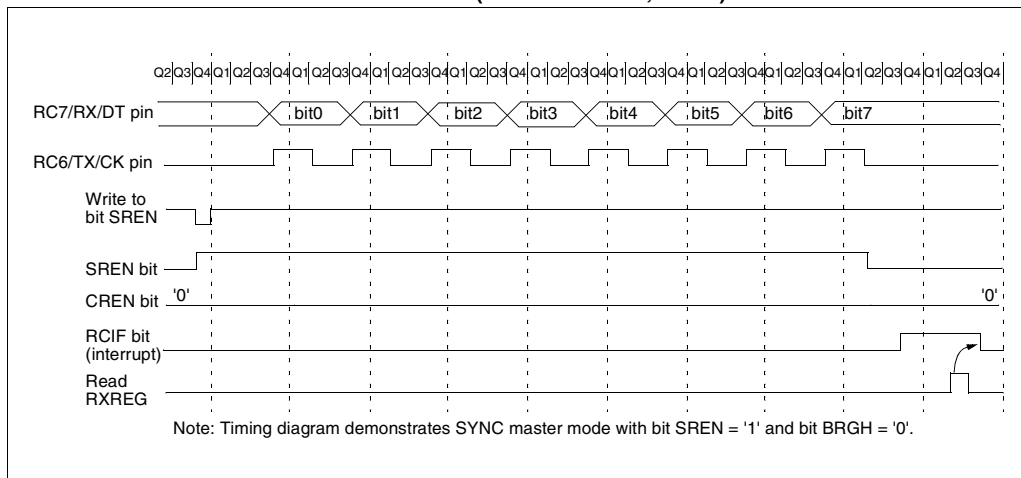 Q2 Q3 Q4 Q1 Q2 Q3 Q4 Q1 Q2 Q3 Q4 Q1 Q2 Q3 Q4 Q1 Q2 Q3 Q4 Q1 Q2 Q3 Q4 Q1 Q2 Q3 Q4 Q1 Q2 Q3 Q4 Q1 Q2 Q3 Q4 Q1 Q2 Q3 Q4 Q1 Q2 Q3 Q4
RC7/RX/DT pin bit0 bit1 bit2 bit3 bit4 bit5 bit6 bit7
RC6/TX/CK pin
Write to
bit SREN
SREN bit
CREN bit '0' '0'
RCIF bit
(interrupt)
Read
RXREG
Note: Timing diagram demonstrates SYNC master mode with bit SREN = '1' and bit BRGH = '0'.